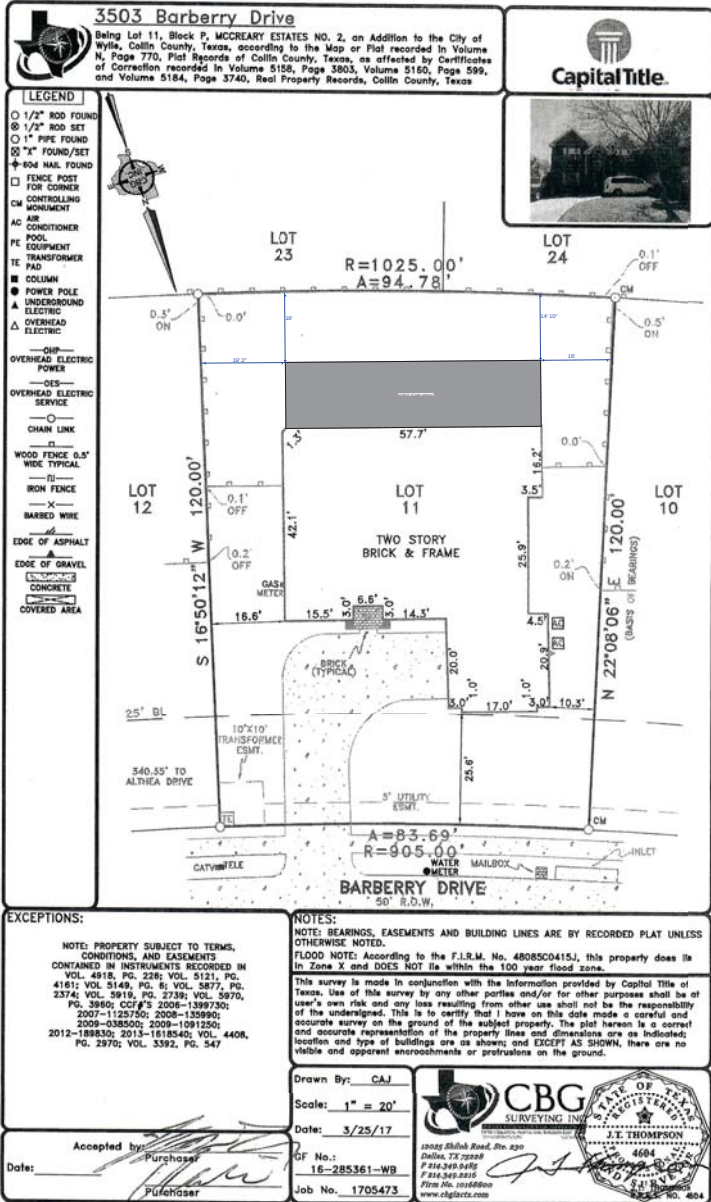 3503 Barberry Drive
Being Lot 11, Block P, MCCREARY ESTATES NO. 2, an Addition to the City of
Wylie, Collin County, Texas, according to the Map or Plat recorded in Volume
N, Page 770, Plat Records of Collin County, Texas, as affected by Certificates
of Correction recorded in Volume 5158, Page 3803, Volume 5160, Page 599,
and Volume 5184, Page 3740, Real Property Records, Collin County, Texas
Capital Title
LEGEND
1/2" ROD FOUND
1/2" ROD SET
1" PIPE FOUND
"X" FOUND/SET
60d NAIL FOUND
FENCE POST
FOR CORNER
CM CONTROLLING
MONUMENT
AC AIR
CONDITIONER
PE POOL
EQUIPMENT
TE TRANSFORMER
PAD
COLUMN
POWER POLE
UNDERGROUND
ELECTRIC
OVERHEAD
ELECTRIC
OHP
OVERHEAD ELECTRIC
POWER
OES
OVERHEAD ELECTRIC
SERVICE
CHAIN LINK
WOOD FENCE 0.5'
WIDE TYPICAL
IRON FENCE
BARBED WIRE
EDGE OF ASPHALT
EDGE OF GRAVEL
CONCRETE
COVERED AREA
LOT
23
LOT
24
R=1025.00'
A=94.78'
0.1'
OFF
CM
0.3'
ON
0.0'
0.5'
ON
14' 10"
19' 2"
16'
1.3'
57.7'
16.2'
0.0'
3.5'
LOT
12
0.1'
OFF
LOT
11
LOT
10
S 16°50'12" W 120.00'
42.1'
TWO STORY
BRICK & FRAME
25.9'
0.2'
OFF
0.2'
ON
N 22°08'06" E 120.00'
(BASIS OF BEARINGS)
GAS
METER
16.6'
15.5'
3.0'
6.6'
3.0'
14.3'
4.5'
AC
AC
BRICK
(TYPICAL)
20.0'
20.9'
3.0'
1.0'
17.0'
1.0'
3.0'
10.3'
25' BL
10'X10'
TRANSFORMER
ESMT.
340.55' TO
ALTHEA DRIVE
25.6'
5' UTILITY
ESMT.
TE
CM
A=83.69'
R=905.00'
CATV
TELE
WATER
METER
MAILBOX
INLET
BARBERRY DRIVE
50' R.O.W.
EXCEPTIONS:
NOTE: PROPERTY SUBJECT TO TERMS,
CONDITIONS, AND EASEMENTS
CONTAINED IN INSTRUMENTS RECORDED IN
VOL. 4918, PG. 226; VOL. 5121, PG.
4161; VOL 5149, PG. 6; VOL. 5877, PG.
2374; VOL. 5919, PG. 2739; VOL. 5970,
PG. 3960; CCF#'S 2006-1399730;
2007-1125750; 2008-135990;
2009-038500; 2009-1091250;
2012-189830; 2013-1618540; VOL. 4408,
PG. 2970; VOL. 3392, PG. 547
NOTES:
NOTE: BEARINGS, EASEMENTS AND BUILDING LINES ARE BY RECORDED PLAT UNLESS
OTHERWISE NOTED.
FLOOD NOTE: According to the F.I.R.M. No. 48085C0415J, this property does lie
in Zone X and DOES NOT lie within the 100 year flood zone.
This survey is made in conjunction with the information provided by Capital Title of
Texas. Use of this survey by any other parties and/or for other purposes shall be at
user's own risk and any loss resulting from other use shall not be the responsibility
of the undersigned. This is to certify that I have on this date made a careful and
accurate survey on the ground of the subject property. The plat hereon is a correct
and accurate representation of the property lines and dimensions are as indicated;
location and type of buildings are as shown; and EXCEPT AS SHOWN, there are no
visible and apparent encroachments or protrusions on the ground.
Accepted by:
Purchaser
Date:
Purchaser
Drawn By: CAJ
Scale: 1" = 20'
Date: 3/25/17
GF No.:
16-285361-WB
Job No. 1705473
CBG
SURVEYING INC
12025 Shiloh Road, Ste. 230
Dallas, TX 75228
P 214.349.9485
F 214.349.2216
Firm No. 10168800
www.cbgdfw.com
STATE OF TEXAS
REGISTERED
J.T. THOMPSON
4604